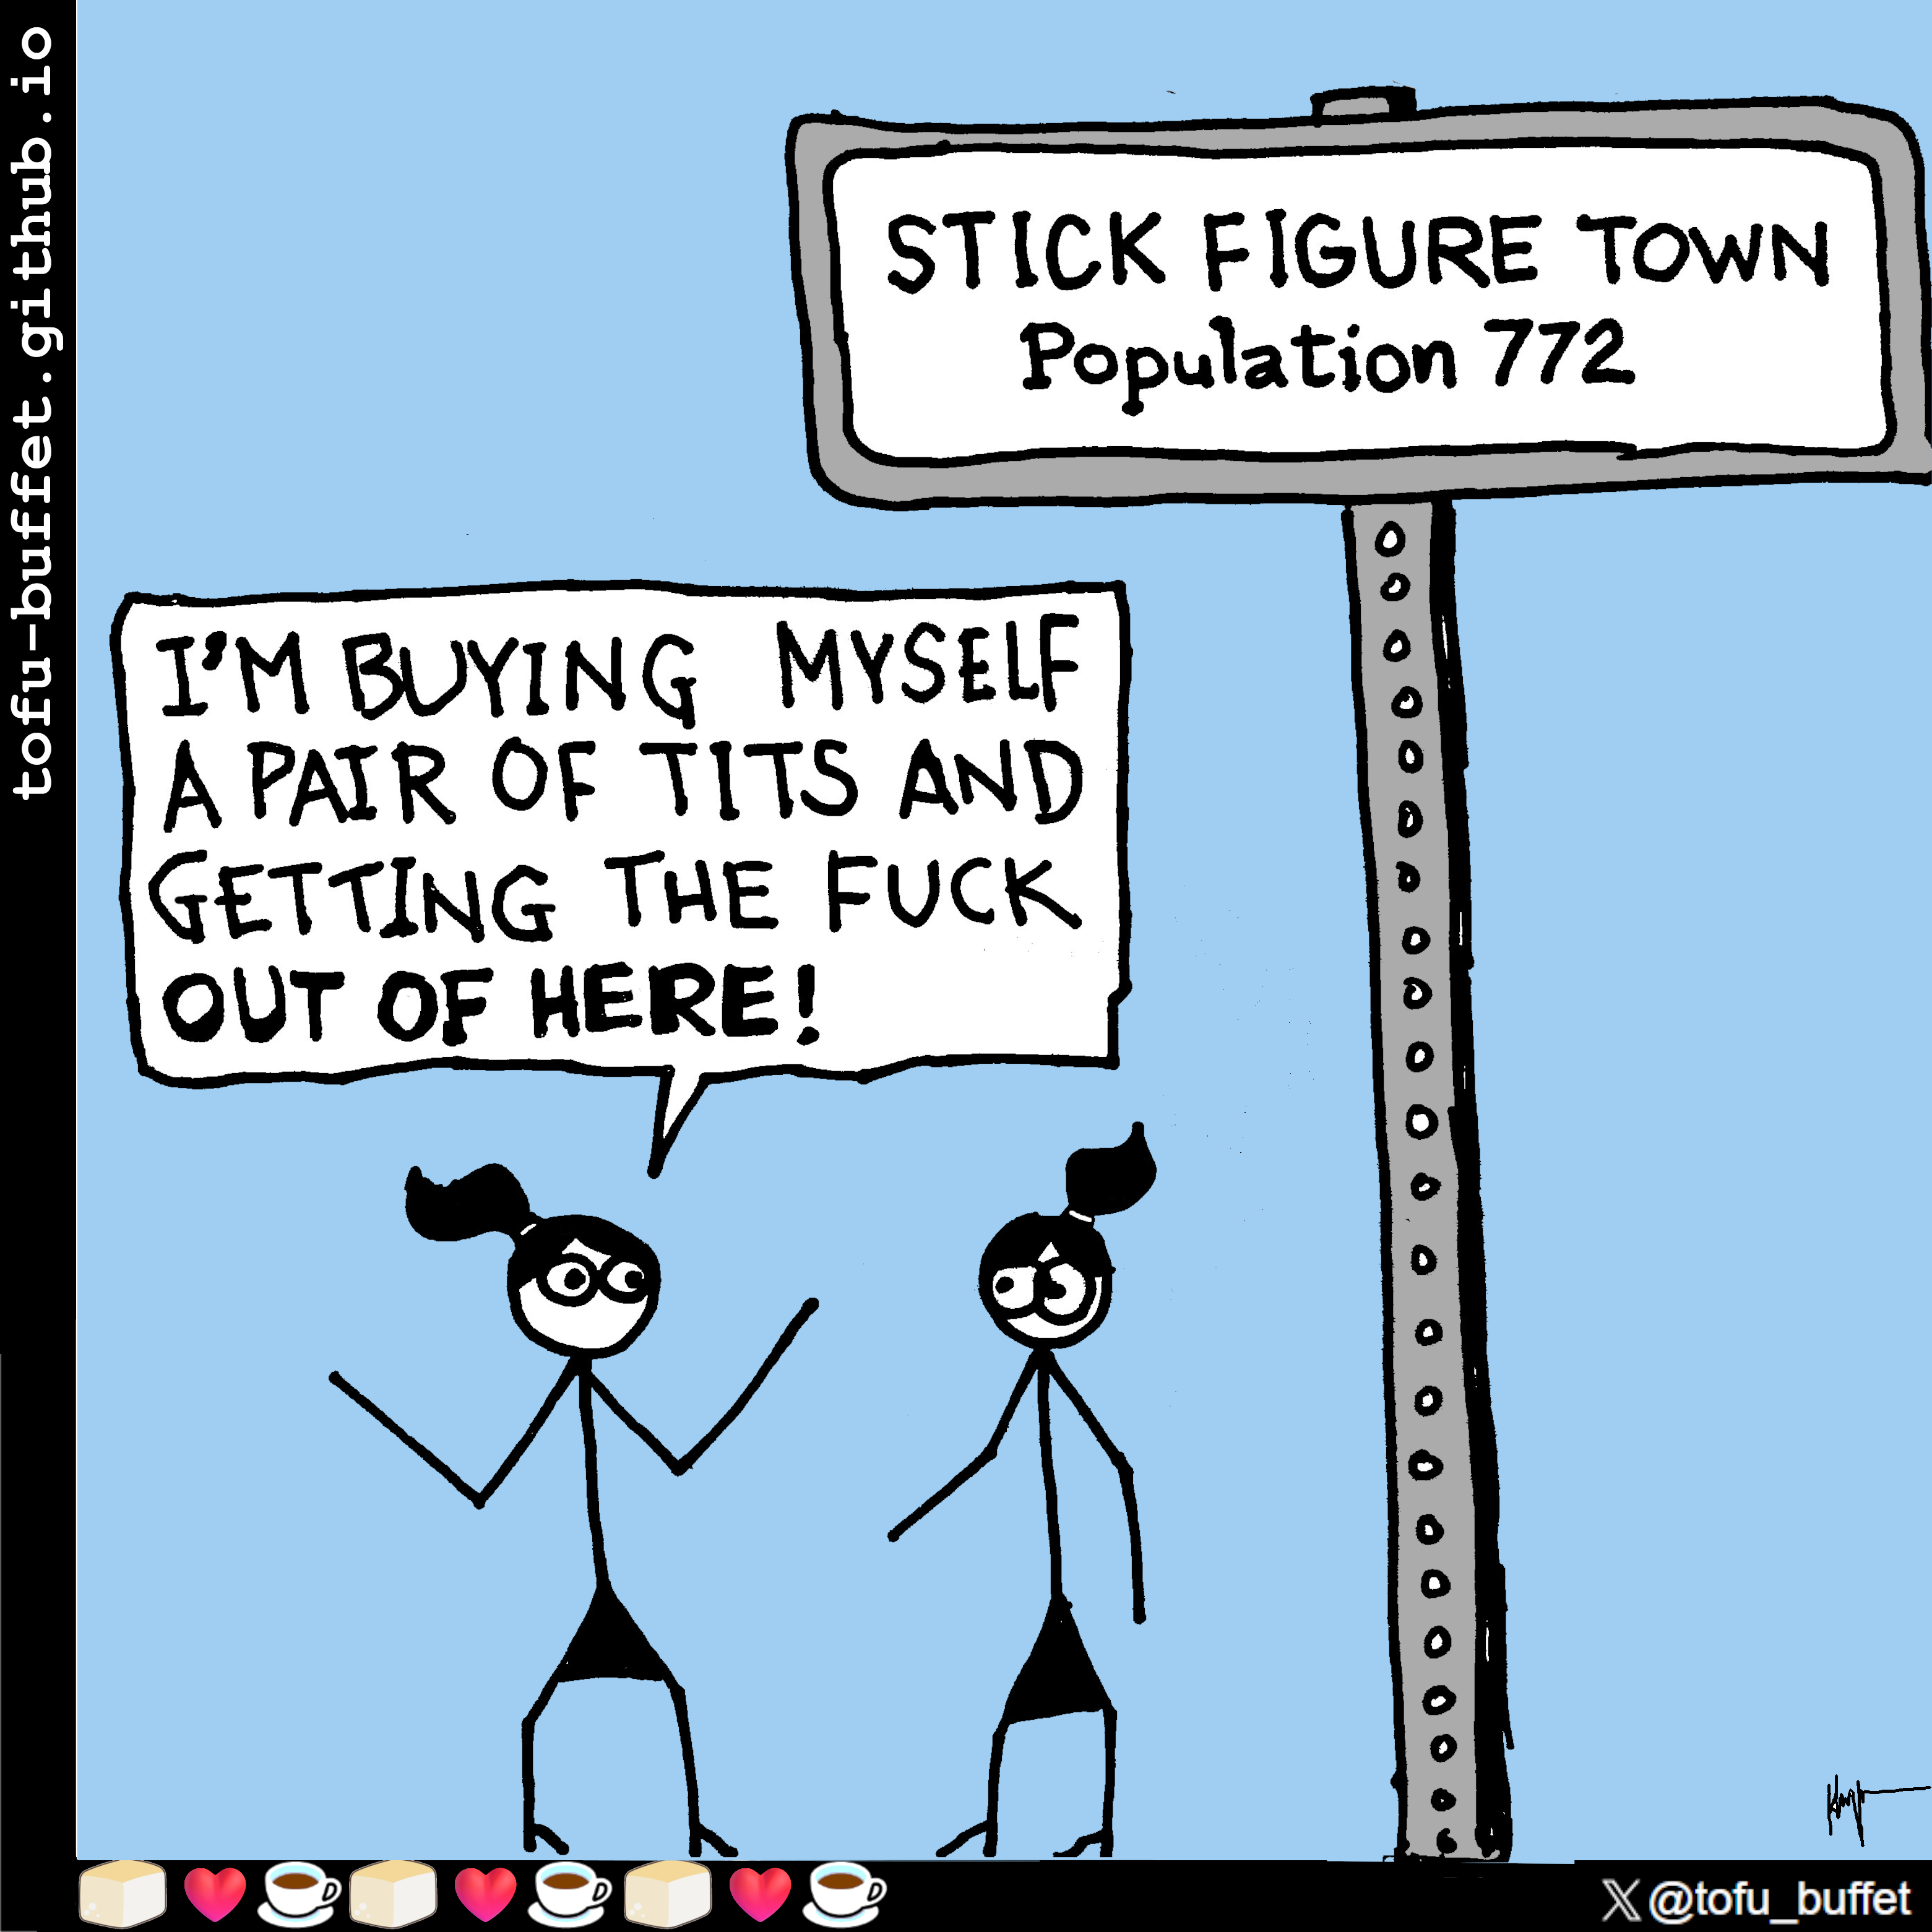 tofu-buffet.github.io
STICK FIGURE TOWN
Population 772
I'M BUYING MYSELF
A PAIR OF TITS AND
GETTING THE FUCK
OUT OF HERE!
X @tofu_buffet